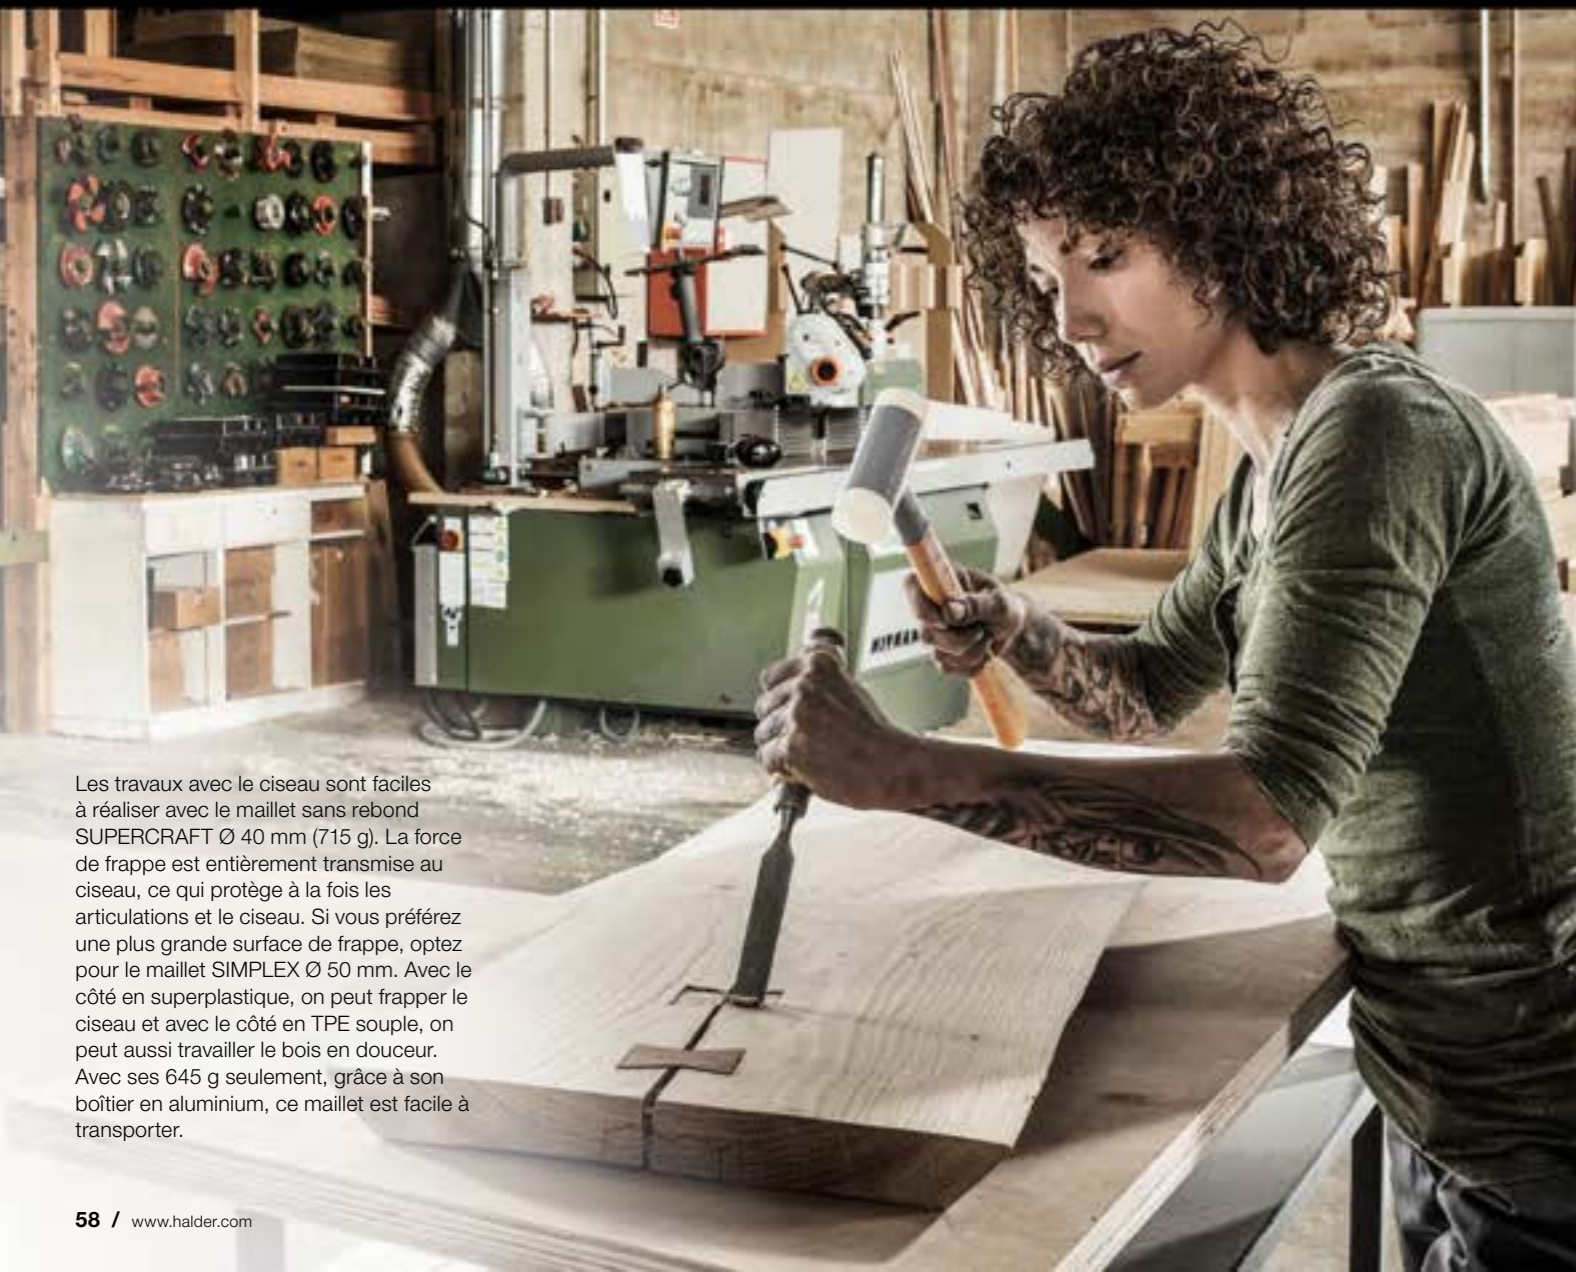 Les travaux avec le ciseau sont faciles
à réaliser avec le maillet sans rebond
SUPERCRAFT Ø 40 mm (715 g). La force
de frappe est entièrement transmise au
ciseau, ce qui protège à la fois les
articulations et le ciseau. Si vous préférez
une plus grande surface de frappe, optez
pour le maillet SIMPLEX Ø 50 mm. Avec le
côté en superplastique, on peut frapper le
ciseau et avec le côté en TPE souple, on
peut aussi travailler le bois en douceur.
Avec ses 645 g seulement, grâce à son
boîtier en aluminium, ce maillet est facile à
transporter.
58 / www.halder.com